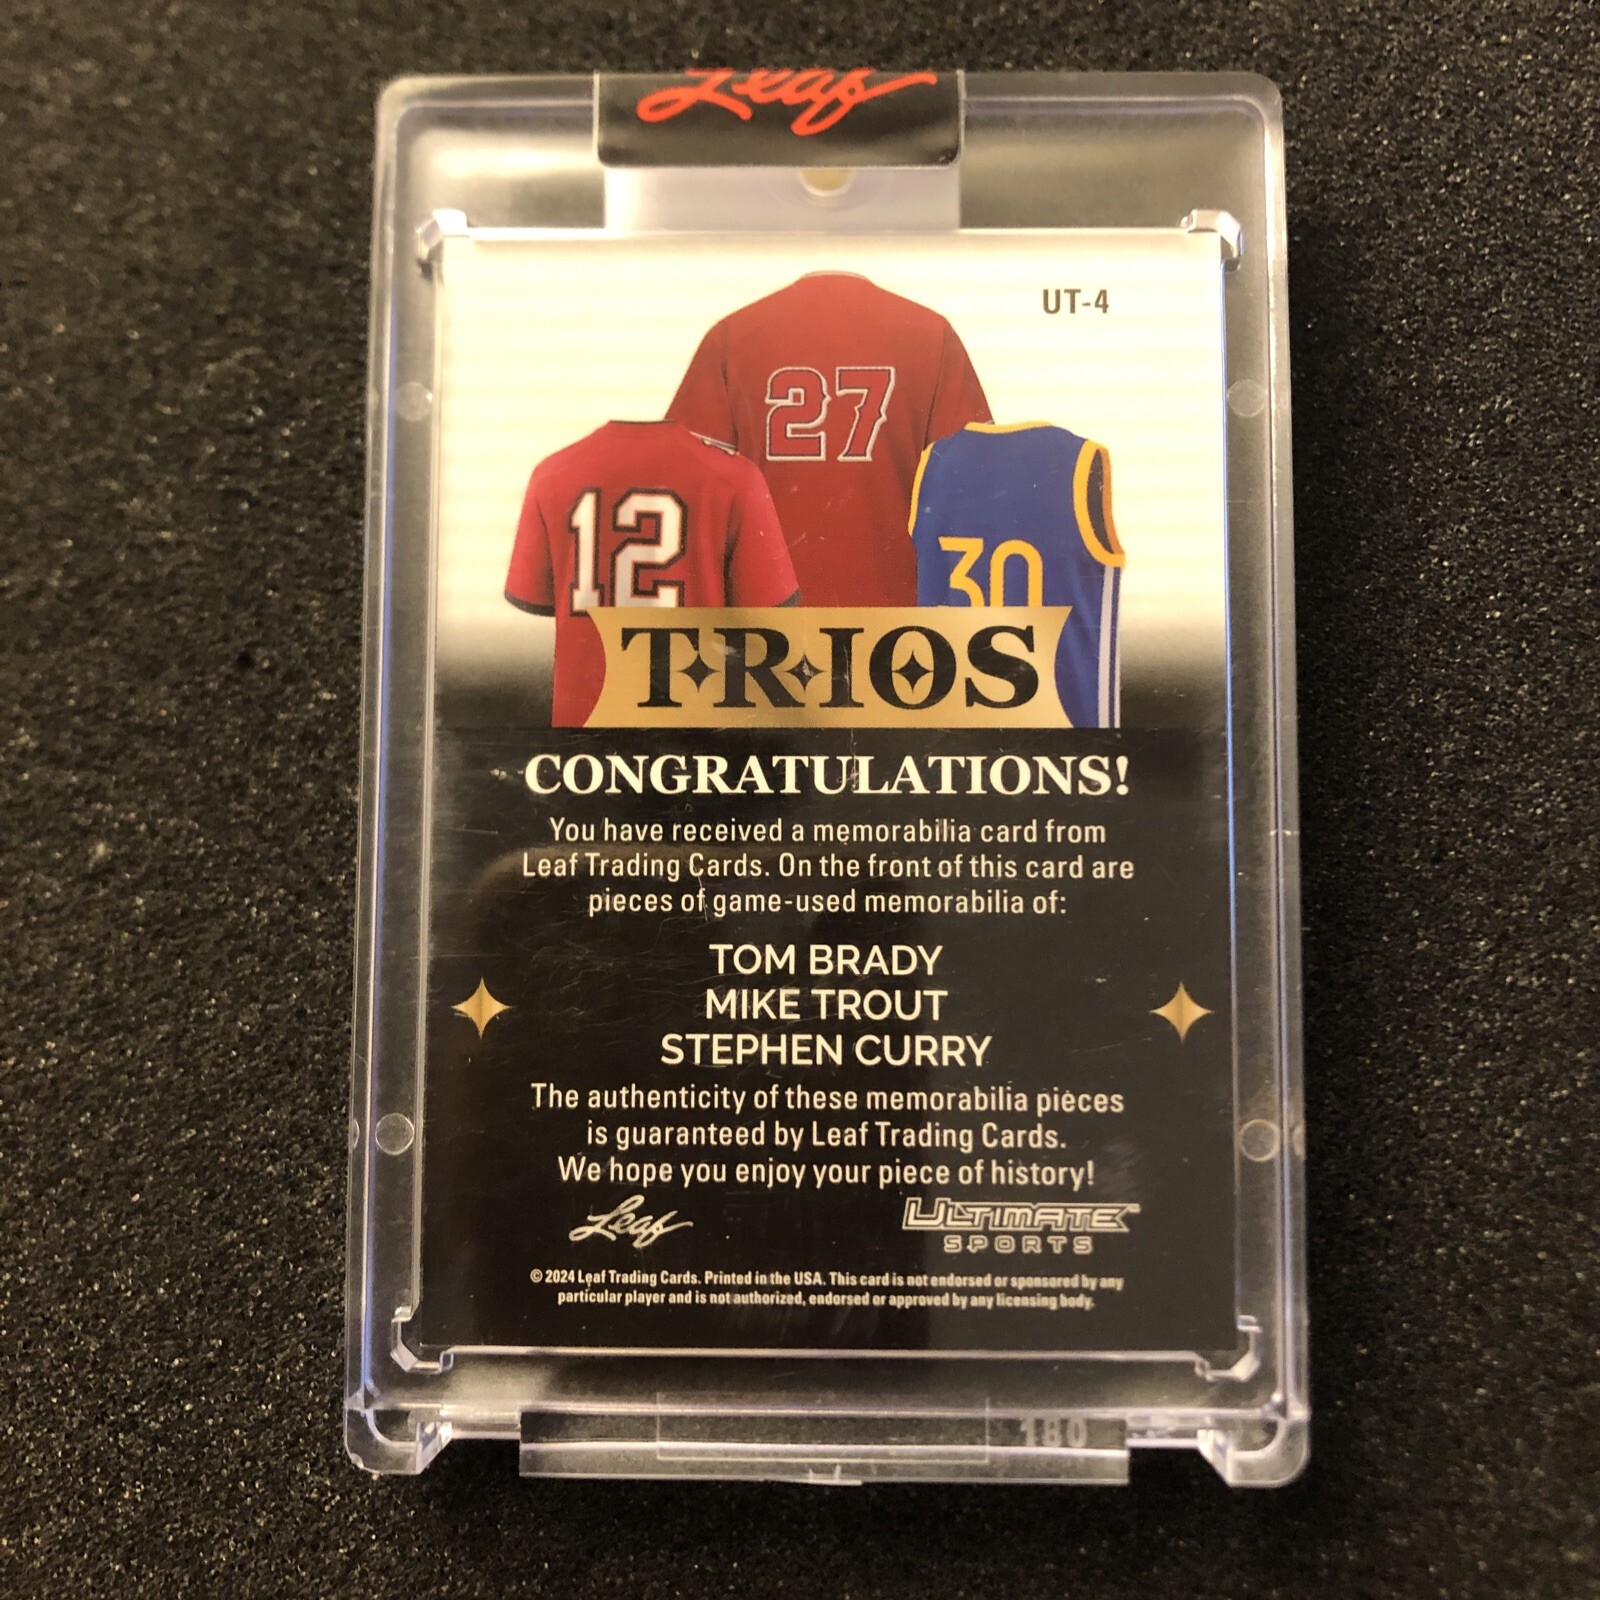 Leaf
UT-4
27
12
30
TRIOS
CONGRATULATIONS!
You have received a memorabilia card from
Leaf Trading Cards. On the front of this card are
pieces of game-used memorabilia of:
TOM BRADY
MIKE TROUT
STEPHEN CURRY
The authenticity of these memorabilia pieces
is guaranteed by Leaf Trading Cards.
We hope you enjoy your piece of history!
Leaf
ULTIMATE™
SPORTS
© 2024 Leaf Trading Cards. Printed in the USA. This card is not endorsed or sponsored by any
particular player and is not authorized, endorsed or approved by any licensing body.
180